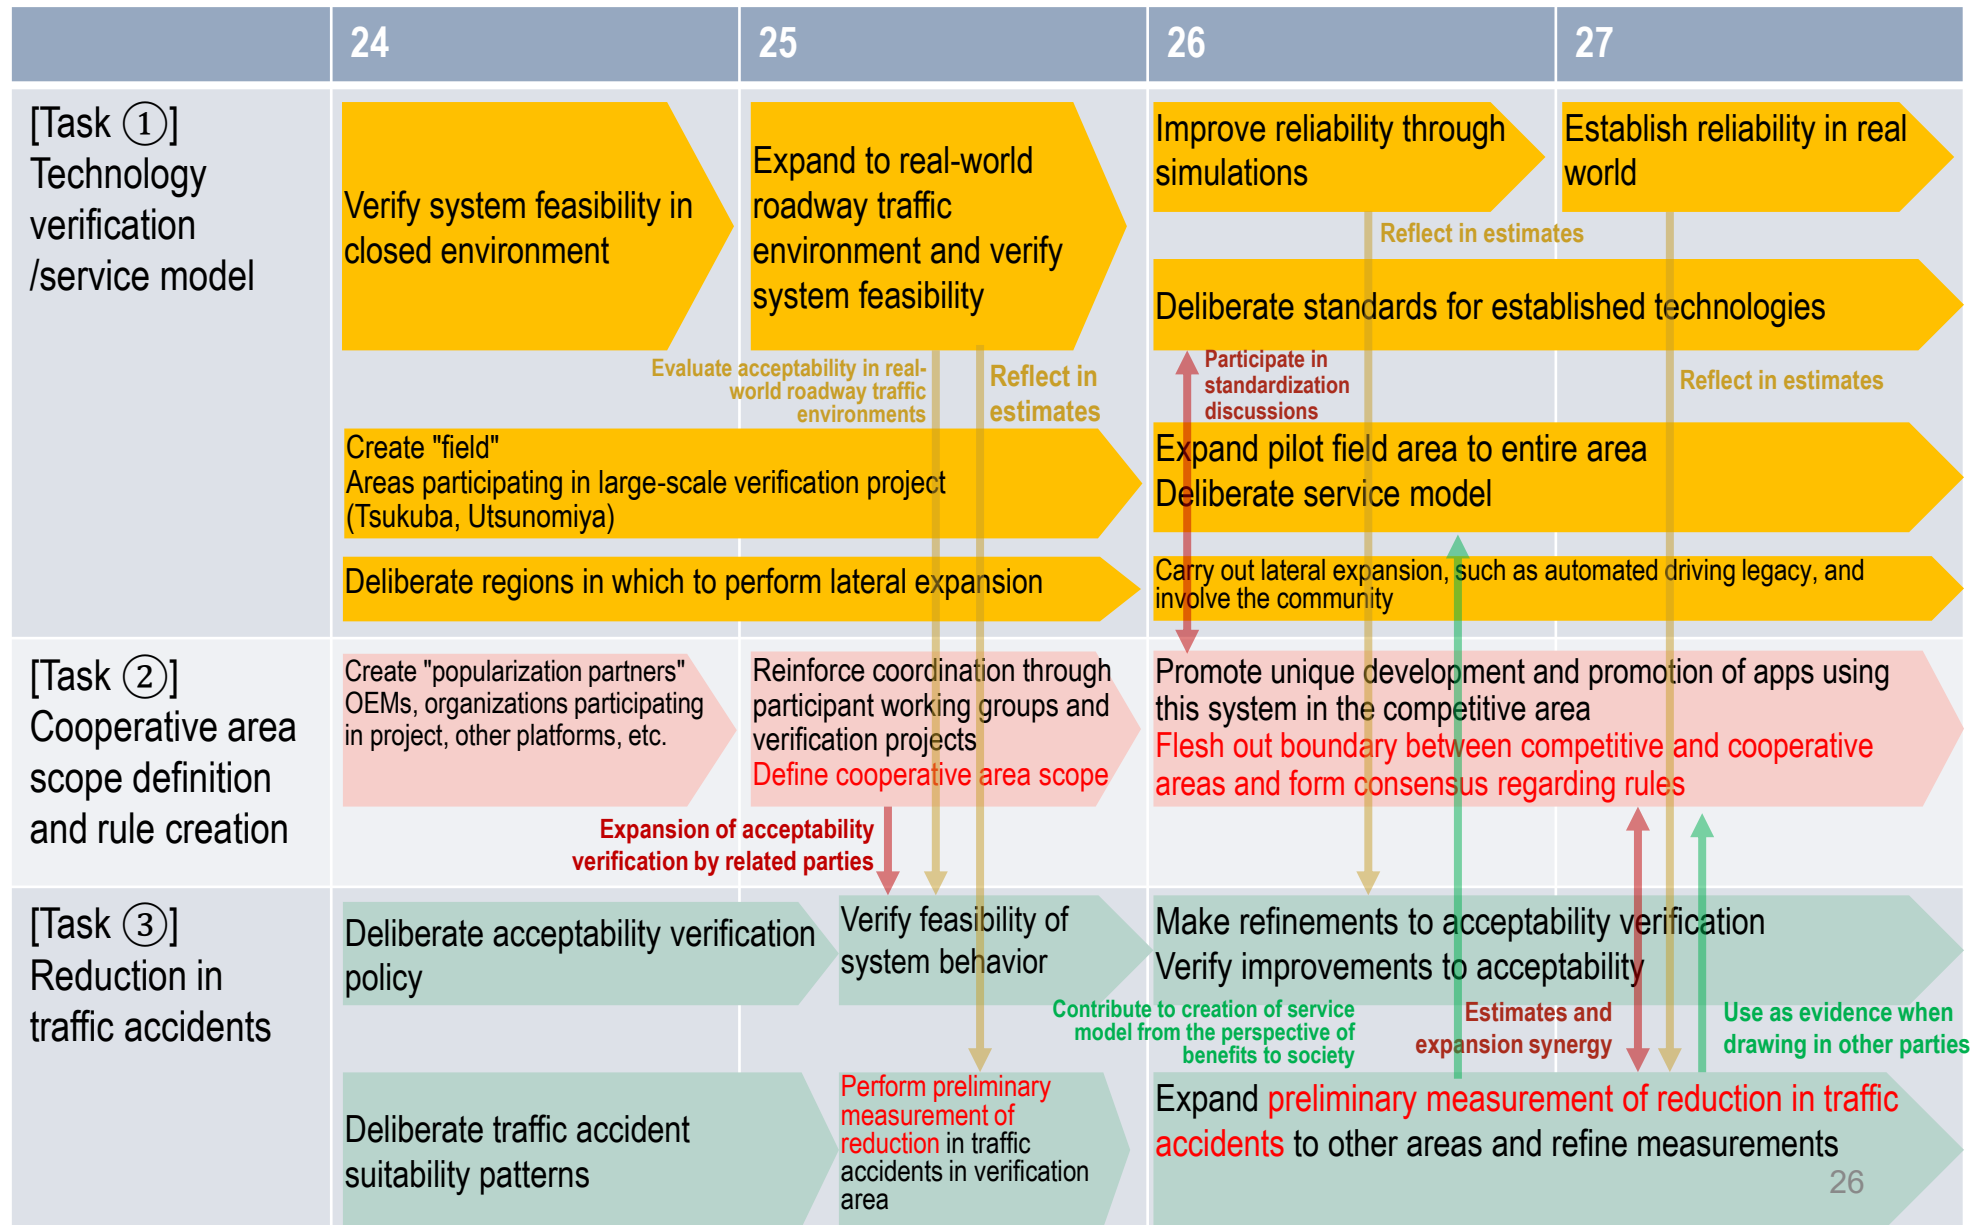 24
25
26
27
[Task ①]
Technology
verification
/service model
Verify system feasibility in
closed environment
Expand to real-world
roadway traffic
environment and verify
system feasibility
Improve reliability through
simulations
Establish reliability in real
world
Reflect in estimates
Deliberate standards for established technologies
Evaluate acceptability in real-
world roadway traffic
environments
Reflect in
estimates
Participate in
standardization
discussions
Reflect in estimates
Create "field"
Areas participating in large-scale verification project
(Tsukuba, Utsunomiya)
Expand pilot field area to entire area
Deliberate service model
Deliberate regions in which to perform lateral expansion
Carry out lateral expansion, such as automated driving legacy, and
involve the community
[Task ②]
Cooperative area
scope definition
and rule creation
Create "popularization partners"
OEMs, organizations participating
in project, other platforms, etc.
Reinforce coordination through
participant working groups and
verification projects
Define cooperative area scope
Promote unique development and promotion of apps using
this system in the competitive area
Flesh out boundary between competitive and cooperative
areas and form consensus regarding rules
Expansion of acceptability
verification by related parties
[Task ③]
Reduction in
traffic accidents
Deliberate acceptability verification
policy
Verify feasibility of
system behavior
Make refinements to acceptability verification
Verify improvements to acceptability
Contribute to creation of service
model from the perspective of
benefits to society
Estimates and
expansion synergy
Use as evidence when
drawing in other parties
Deliberate traffic accident
suitability patterns
Perform preliminary
measurement of
reduction in traffic
accidents in verification
area
Expand preliminary measurement of reduction in traffic
accidents to other areas and refine measurements
26